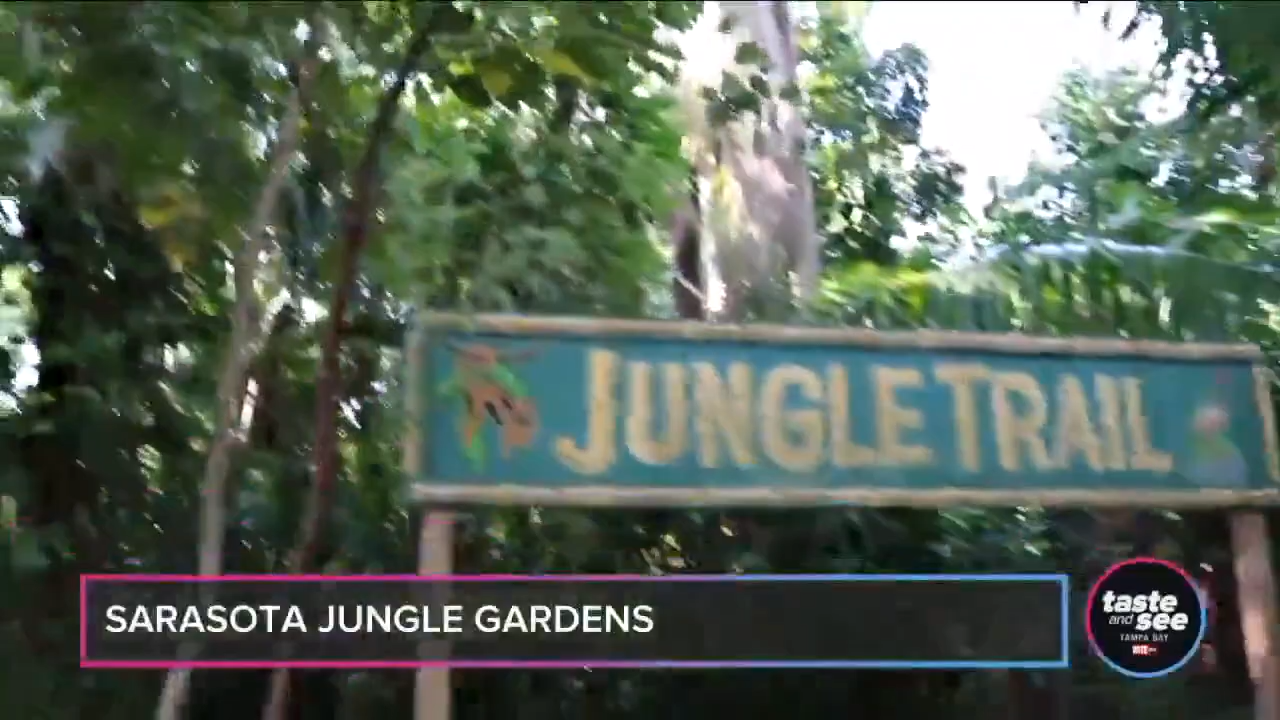 JUNGLE TRAIL
SARASOTA JUNGLE GARDENS
taste
and see
TAMPA BAY